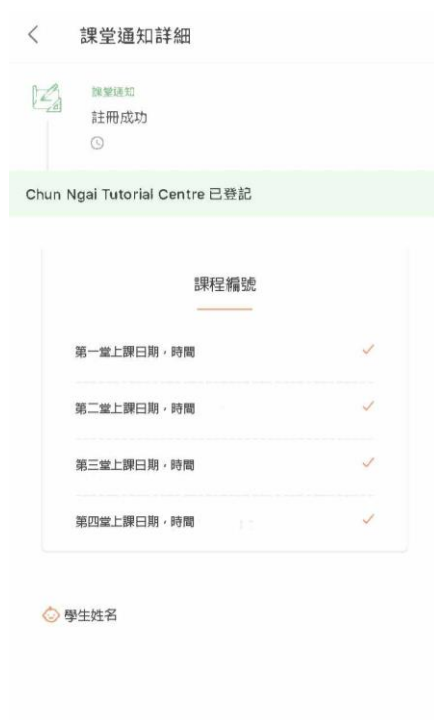 課堂通知詳細
課堂通知
註冊成功
Chun Ngai Tutorial Centre 已登記
課程編號
第一堂上課日期，時間
第二堂上課日期，時間
第三堂上課日期，時間
第四堂上課日期，時間
學生姓名